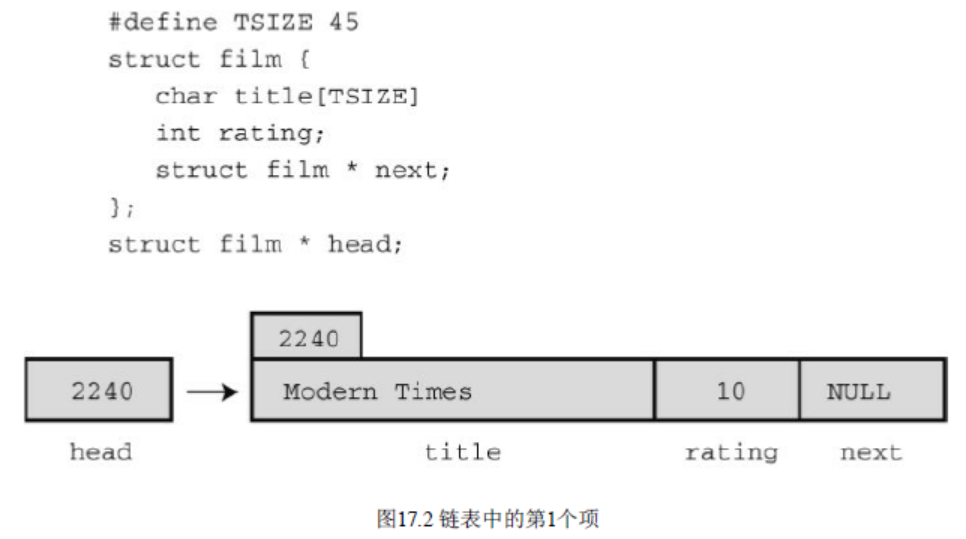 #define TSIZE 45
struct film {
char title[TSIZE]
int rating;
struct film * next;
};
struct film * head;
2240
2240
Modern Times
10
NULL
head
title
rating
next
图17.2 链表中的第1个项